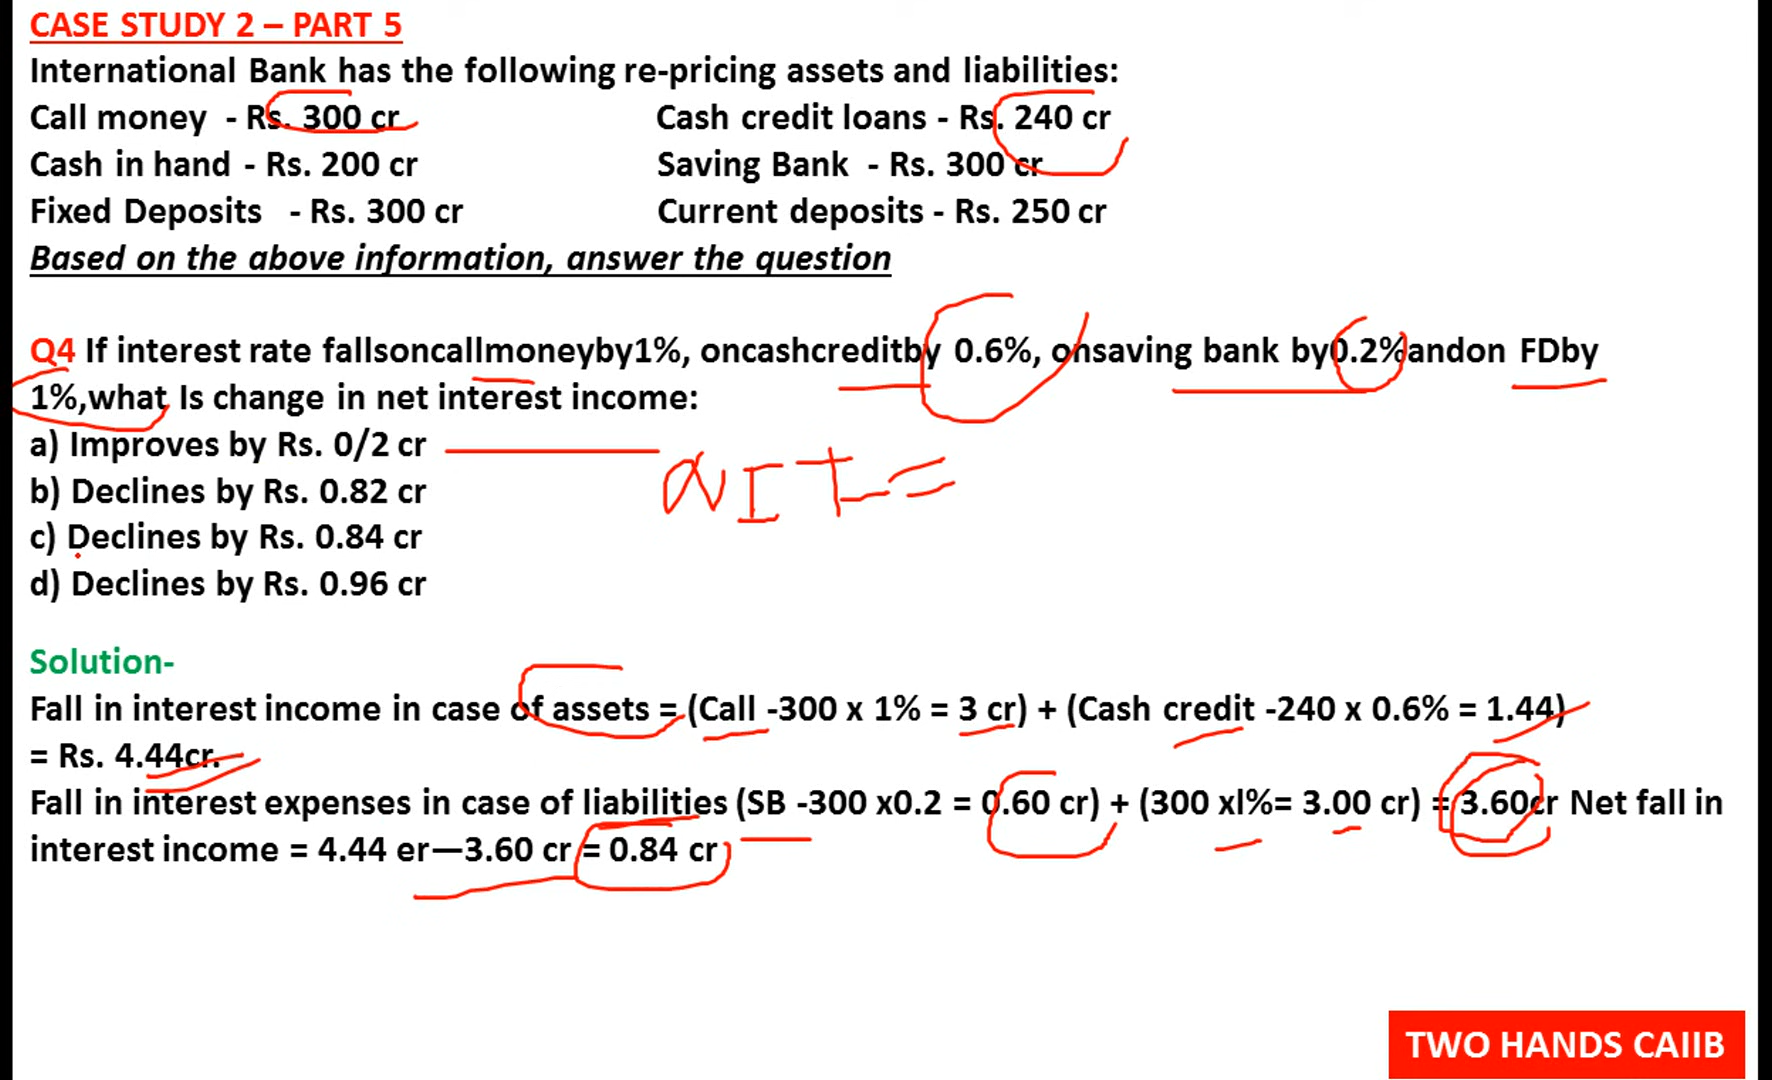 CASE STUDY 2 – PART 5
International Bank has the following re-pricing assets and liabilities:
Call money - Rs. 300 cr Cash credit loans - Rs. 240 cr
Cash in hand - Rs. 200 cr Saving Bank - Rs. 300 cr
Fixed Deposits - Rs. 300 cr Current deposits - Rs. 250 cr
Based on the above information, answer the question
Q4 If interest rate fallsoncallmoneyby1%, oncashcreditby 0.6%, onsaving bank by0.2%andon FDby
1%,what Is change in net interest income:
a) Improves by Rs. 0/2 cr
b) Declines by Rs. 0.82 cr
c) Declines by Rs. 0.84 cr
d) Declines by Rs. 0.96 cr
NII =
Solution-
Fall in interest income in case of assets = (Call -300 x 1% = 3 cr) + (Cash credit -240 x 0.6% = 1.44)
= Rs. 4.44cr.
Fall in interest expenses in case of liabilities (SB -300 x0.2 = 0.60 cr) + (300 xl%= 3.00 cr) = 3.60cr Net fall in
interest income = 4.44 er—3.60 cr = 0.84 cr
TWO HANDS CAIIB